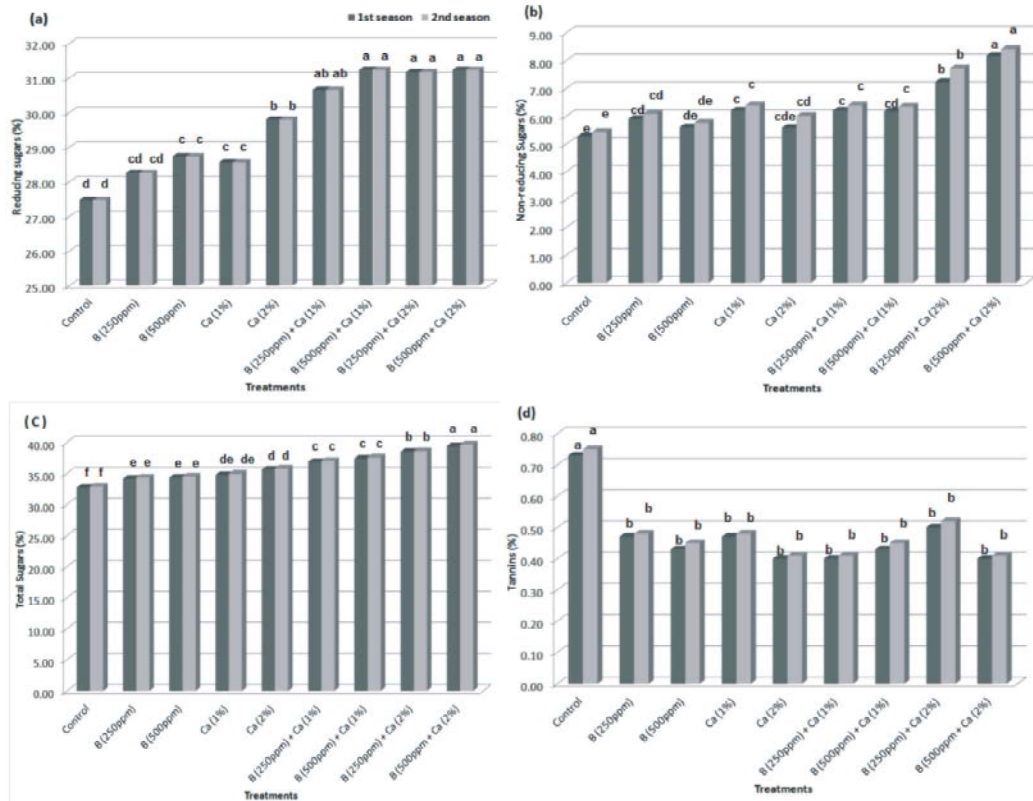 (a)
1st season 2nd season
32.00
31.00
30.00
29.00
28.00
27.00
26.00
25.00
Reducing sugars (%)
d d
cd cd
c c
c c
b b
ab ab
a a
a a
a a
Control
B (250ppm)
B (500ppm)
Ca (1%)
Ca (2%)
B (250ppm) + Ca (1%)
B (500ppm) + Ca (1%)
B (250ppm) + Ca (2%)
B (500ppm + Ca (2%)
Treatments
(b)
9.00
8.00
7.00
6.00
5.00
4.00
3.00
2.00
1.00
0.00
Non-reducing Sugars (%)
e e
cd cd
de de
c c
cde cd
c c
cd c
b b
a a
Control
B (250ppm)
B (500ppm)
Ca (1%)
Ca (2%)
B (250ppm) + Ca (1%)
B (500ppm) + Ca (1%)
B (250ppm) + Ca (2%)
B (500ppm + Ca (2%)
Treatments
(C)
40.00
35.00
30.00
25.00
20.00
15.00
10.00
5.00
0.00
Total Sugars (%)
f f
e e
e e
de de
d d
c c
c c
b b
a a
Control
B (250ppm)
B (500ppm)
Ca (1%)
Ca (2%)
B (250ppm) + Ca (1%)
B (500ppm) + Ca (1%)
B (250ppm) + Ca (2%)
B (500ppm + Ca (2%)
Treatments
(d)
0.80
0.70
0.60
0.50
0.40
0.30
0.20
0.10
0.00
Tannins (%)
a a
b b
b b
b b
b b
b b
b b
b b
b b
Control
B (250ppm)
B (500ppm)
Ca (1%)
Ca (2%)
B (250ppm) + Ca (1%)
B (500ppm) + Ca (1%)
B (250ppm) + Ca (2%)
B (500ppm + Ca (2%)
Treatments